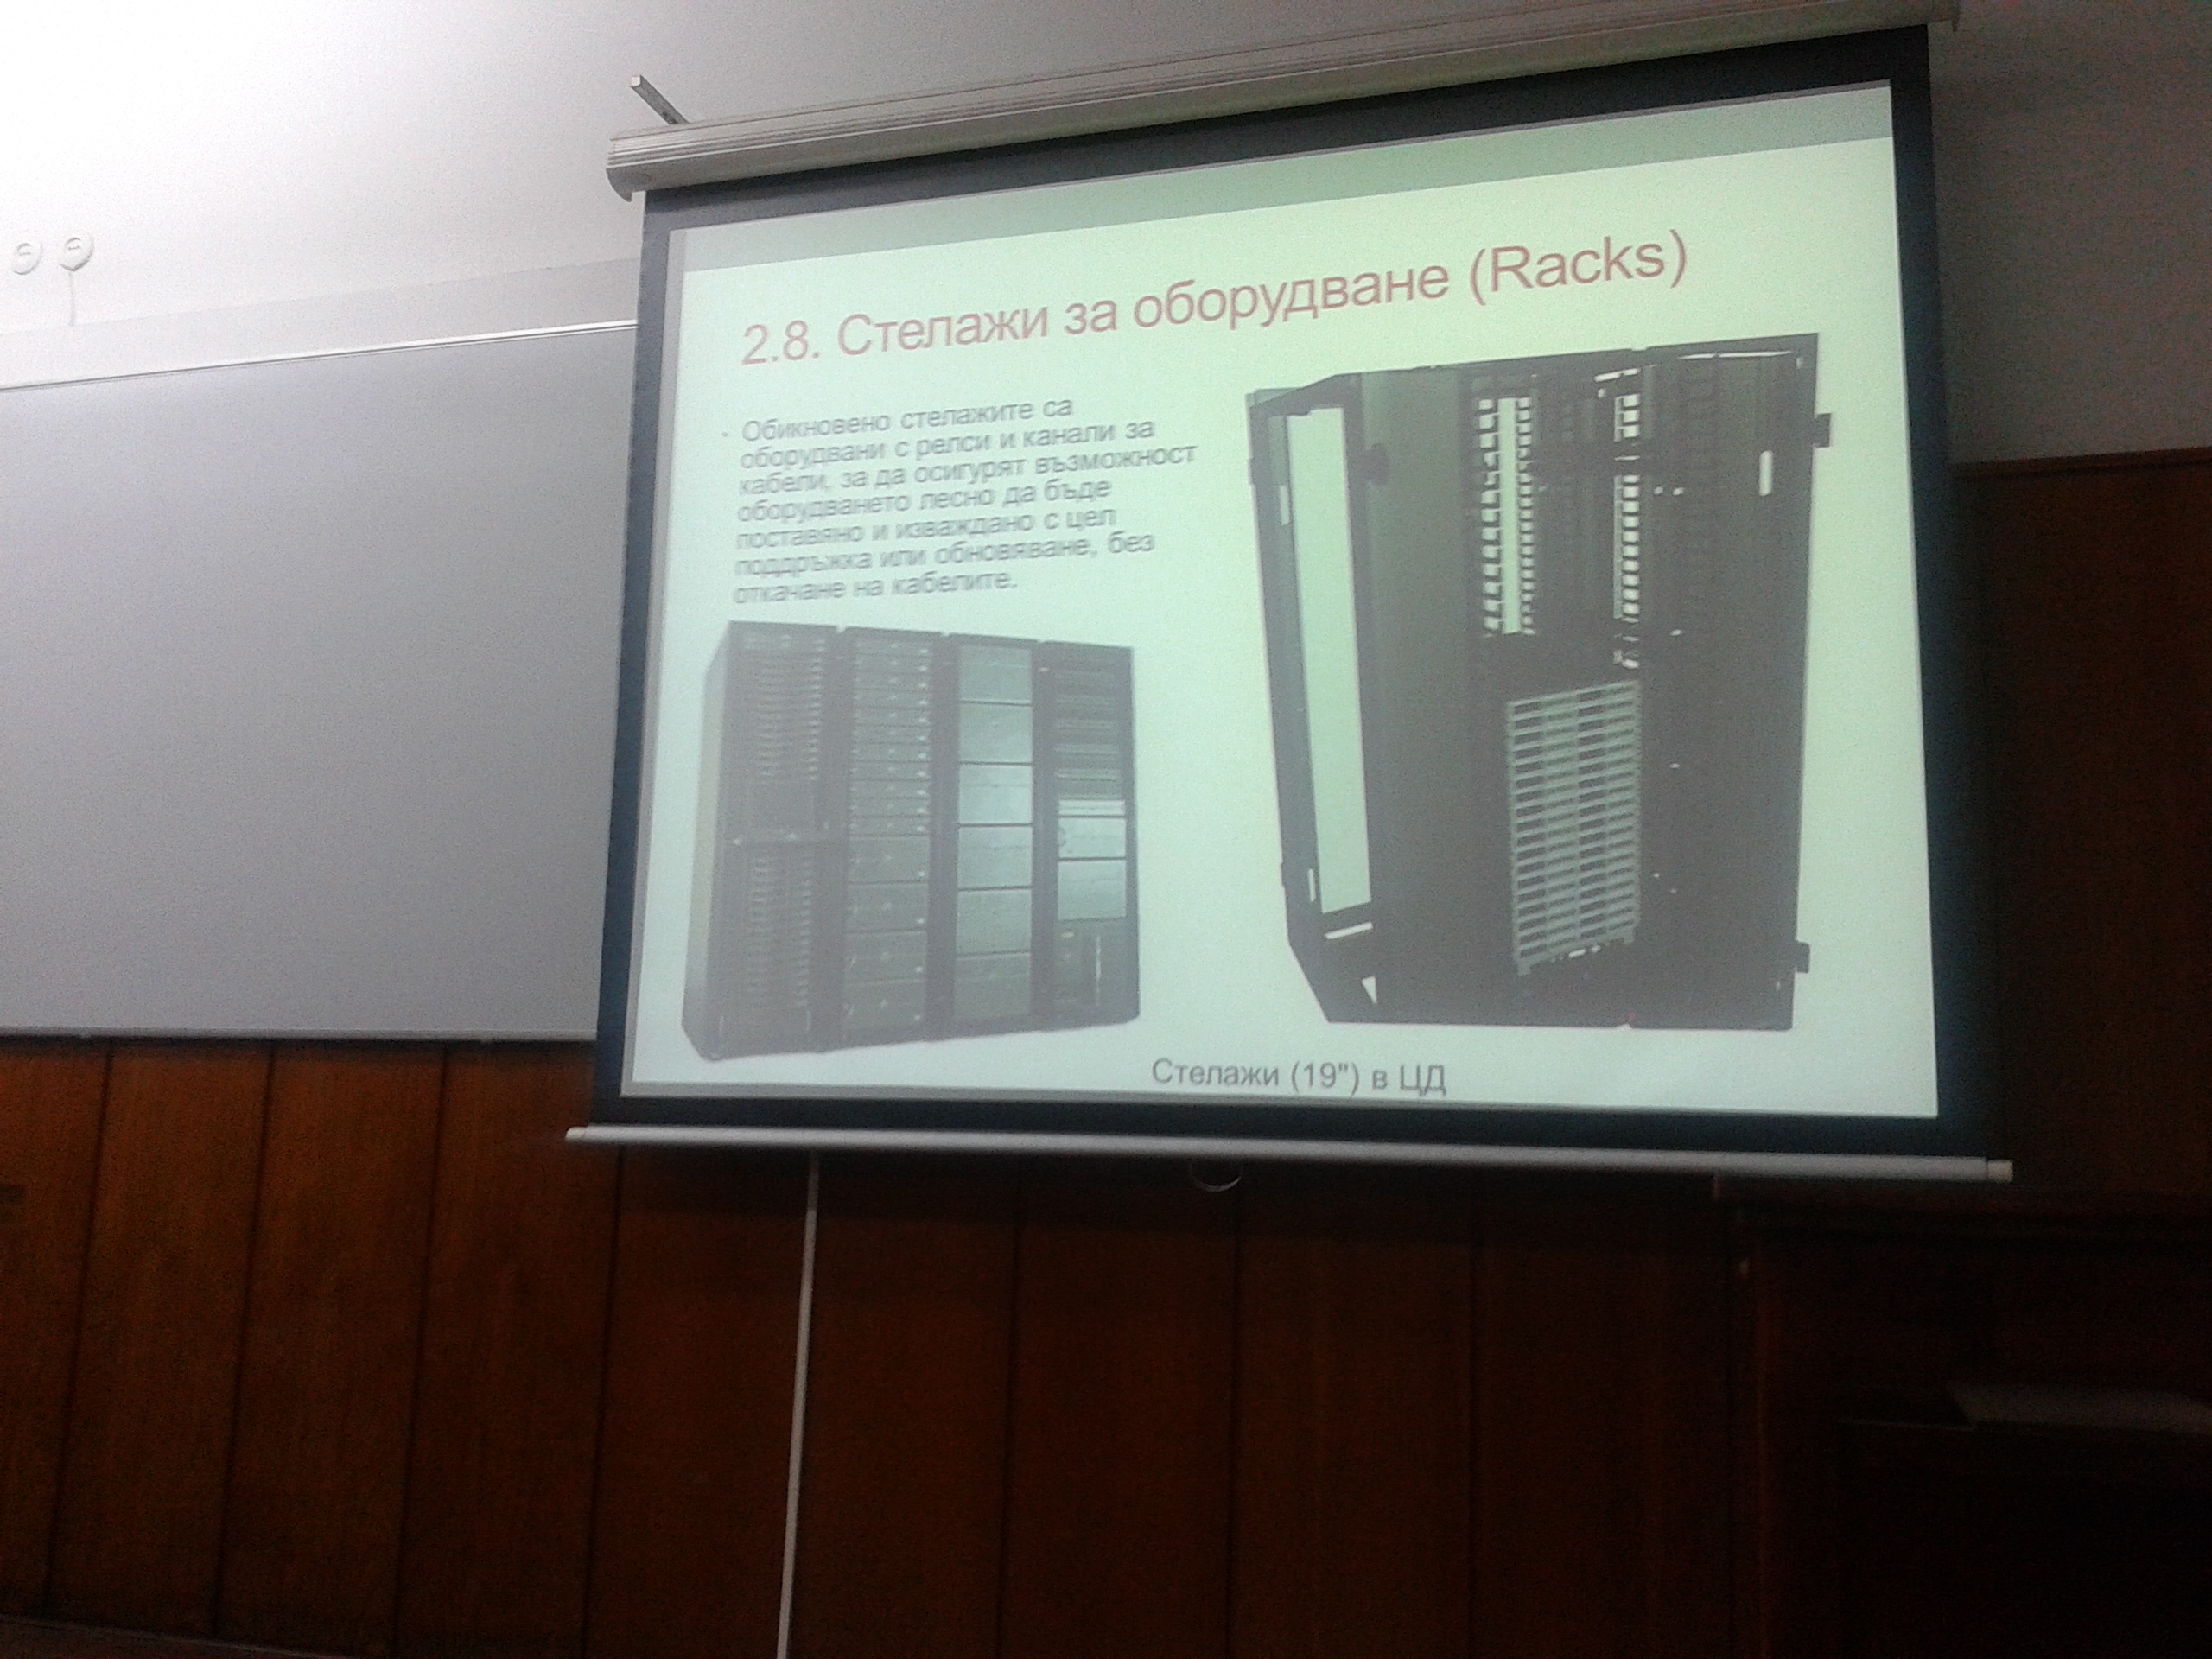 2.8. Стелажи за оборудване (Racks)
Обикновено стелажите са
оборудвани с релси и канали за
кабели, за да осигурят възможност
оборудването лесно да бъде
поставяно и изваждано с цел
поддръжка или обновяване, без
откачане на кабелите.
Стелажи (19") в ЦД